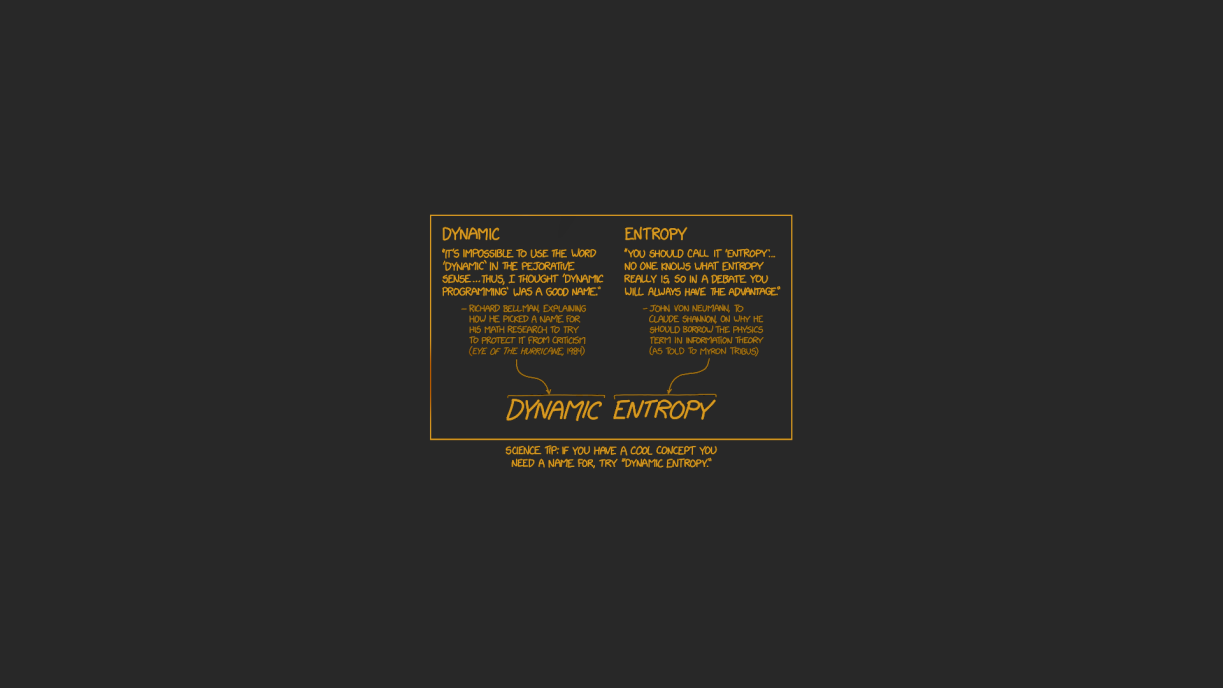 DYNAMIC
"IT'S IMPOSSIBLE TO USE THE WORD
'DYNAMIC' IN THE PEJORATIVE
SENSE... THUS, I THOUGHT 'DYNAMIC
PROGRAMMING' WAS A GOOD NAME."
– RICHARD BELLMAN, EXPLAINING
HOW HE PICKED A NAME FOR
HIS MATH RESEARCH TO TRY
TO PROTECT IT FROM CRITICISM
(EYE OF THE HURRICANE, 1984)
ENTROPY
"YOU SHOULD CALL IT 'ENTROPY'...
NO ONE KNOWS WHAT ENTROPY
REALLY IS, SO IN A DEBATE YOU
WILL ALWAYS HAVE THE ADVANTAGE."
– JOHN VON NEUMANN, TO
CLAUDE SHANNON, ON WHY HE
SHOULD BORROW THE PHYSICS
TERM IN INFORMATION THEORY
(AS TOLD TO MYRON TRIBUS)
DYNAMIC ENTROPY
SCIENCE TIP: IF YOU HAVE A COOL CONCEPT YOU
NEED A NAME FOR, TRY "DYNAMIC ENTROPY."